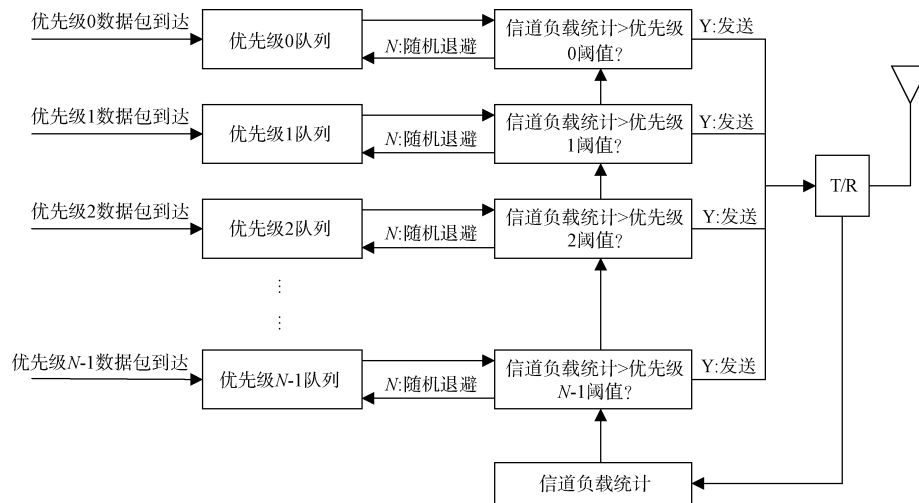 优先级0数据包到达
优先级0队列
N:随机退避
信道负载统计>优先级
0阈值?
Y:发送
优先级1数据包到达
优先级1队列
N:随机退避
信道负载统计>优先级
1阈值?
Y:发送
T/R
优先级2数据包到达
优先级2队列
N:随机退避
信道负载统计>优先级
2阈值?
Y:发送
…
…
优先级N-1数据包到达
优先级N-1队列
N:随机退避
信道负载统计>优先级
N-1阈值?
Y:发送
信道负载统计